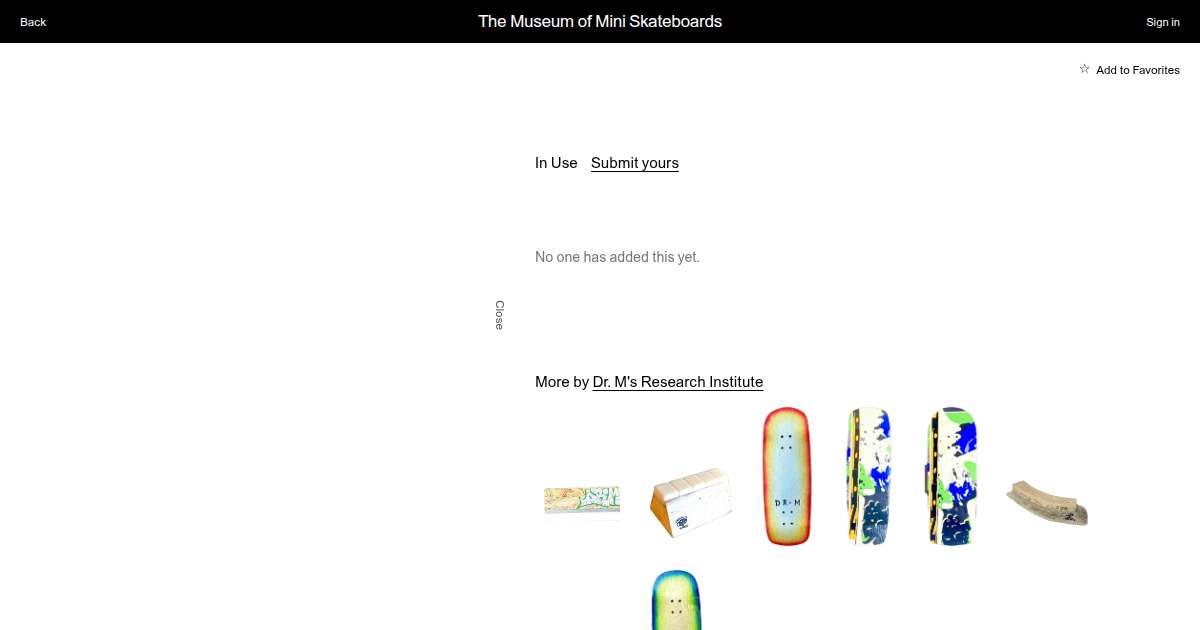 Back
The Museum of Mini Skateboards
Sign in
☆ Add to Favorites
In Use Submit yours
No one has added this yet.
Close
More by Dr. M's Research Institute
DR-M